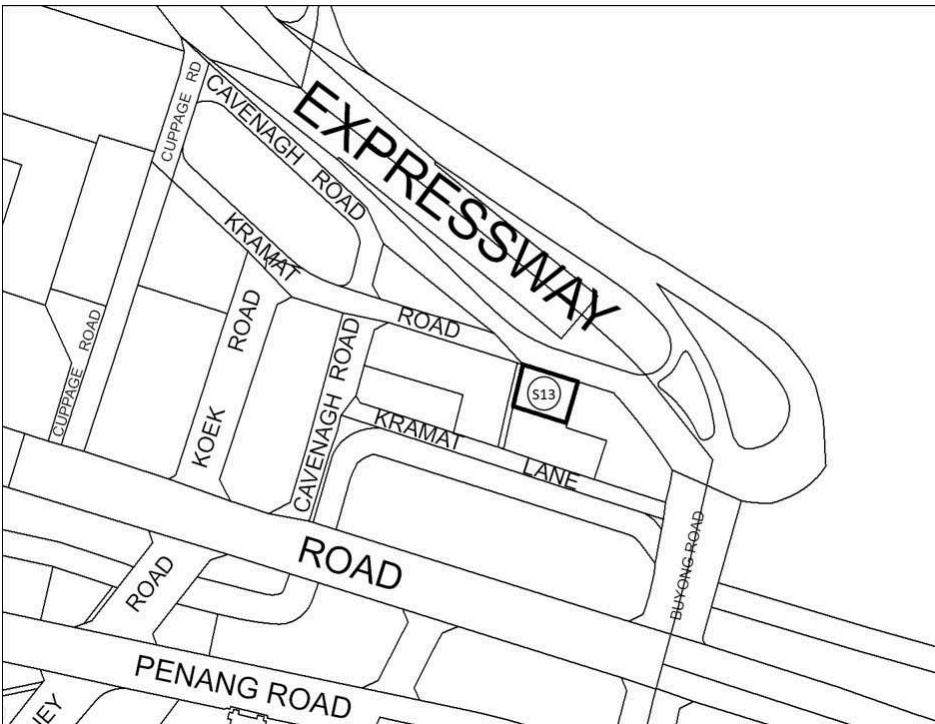 EXPRESSWAY
CUPPAGE RD
CAVENAGH ROAD
KRAMAT
ROAD
ROAD
KOEK
CUPPAGE ROAD
CAVENAGH ROAD
S13
KRAMAT
LANE
BUYONG ROAD
ROAD
ROAD
PENANG ROAD
NEY